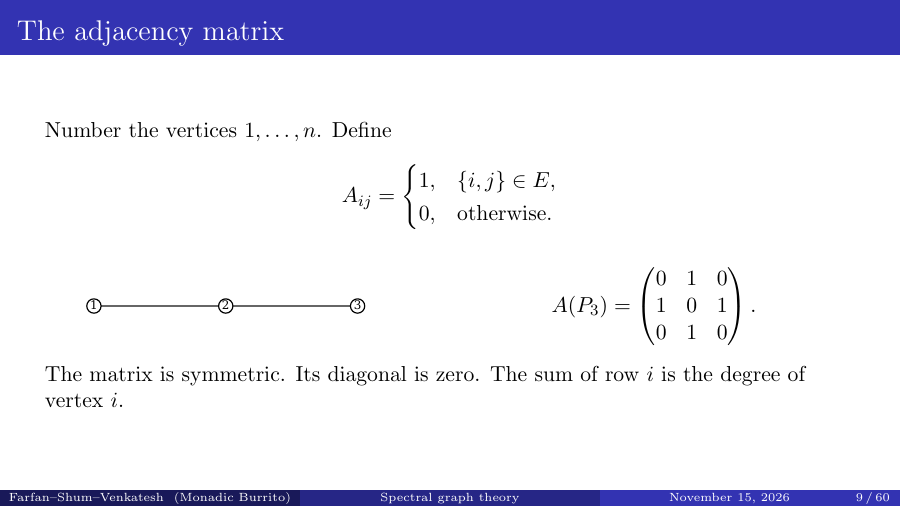 The adjacency matrix
Number the vertices 1, . . . , n. Define
A_{ij} = { 1, {i, j} ∈ E,
0, otherwise.
1 2 3
A(P_3) = ( 0 1 0
1 0 1
0 1 0 ) .
The matrix is symmetric. Its diagonal is zero. The sum of row i is the degree of
vertex i.
Farfan–Shum–Venkatesh (Monadic Burrito) Spectral graph theory November 15, 2026 9 / 60